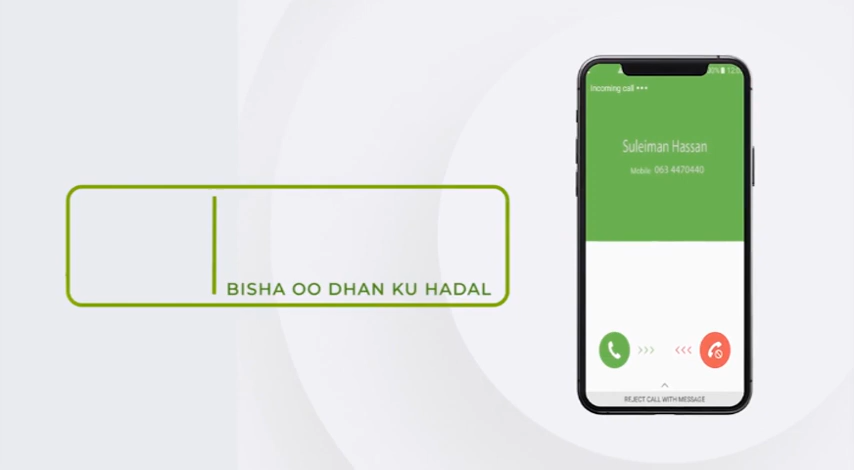 BISHA OO DHAN KU HADAL
Incoming call •••
Suleiman Hassan
Mobile 063 4470440
REJECT CALL WITH MESSAGE